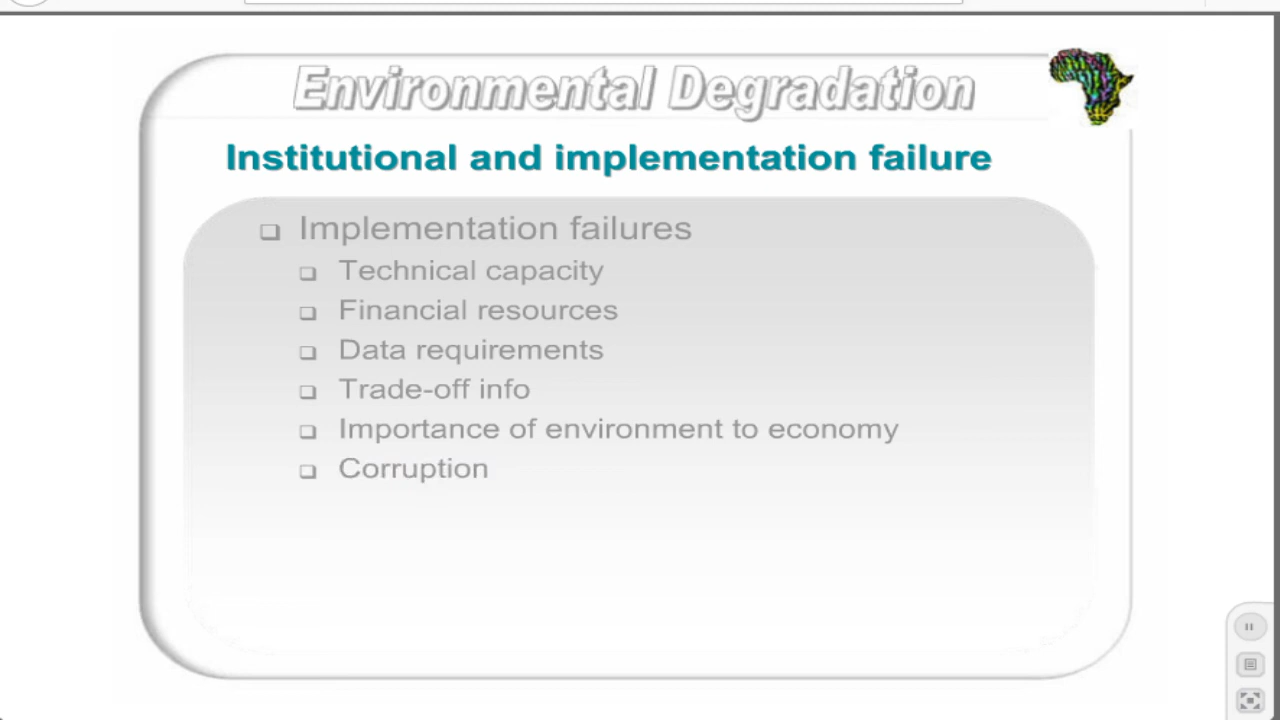 Environmental Degradation
Institutional and implementation failure
Implementation failures
Technical capacity
Financial resources
Data requirements
Trade-off info
Importance of environment to economy
Corruption